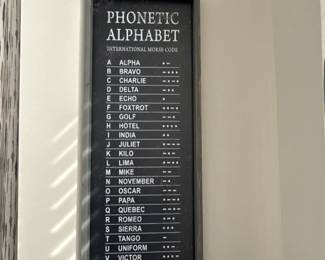 PHONETIC
ALPHABET
INTERNATIONAL MORSE CODE
A ALPHA •–
B BRAVO –•••
C CHARLIE –•–•
D DELTA –••
E ECHO •
F FOXTROT ••–•
G GOLF ––•
H HOTEL ••••
I INDIA ••
J JULIET •–––
K KILO –•–
L LIMA •–••
M MIKE ––
N NOVEMBER –•
O OSCAR –––
P PAPA •––•
Q QUEBEC ––•–
R ROMEO •–•
S SIERRA •••
T TANGO –
U UNIFORM ••–
V VICTOR •••–